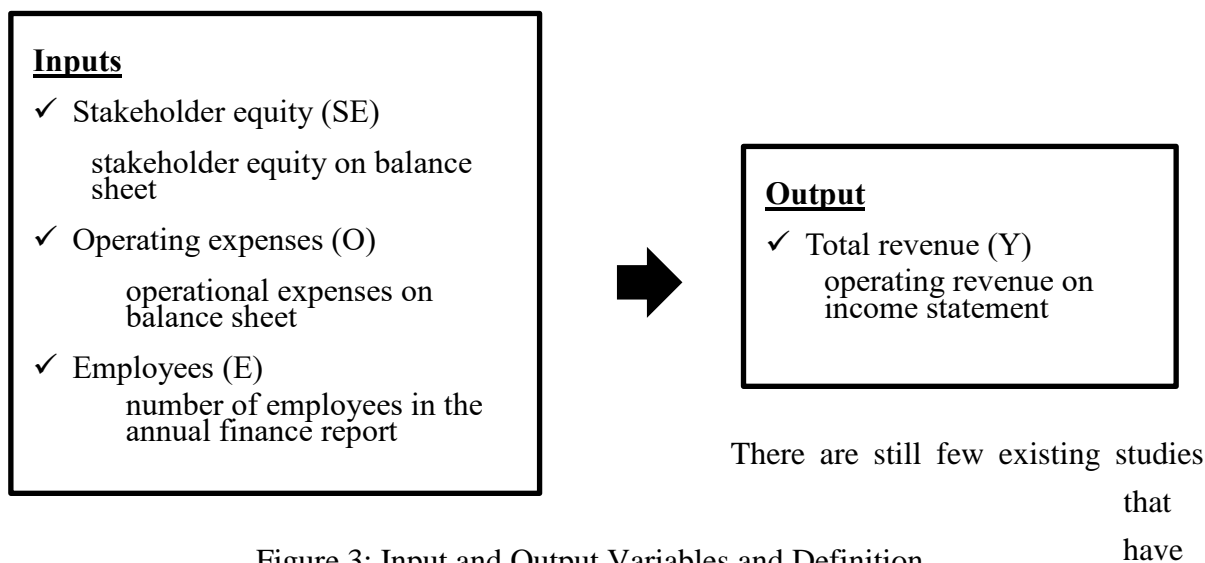 Inputs
✓ Stakeholder equity (SE)
stakeholder equity on balance
sheet
✓ Operating expenses (O)
operational expenses on
balance sheet
✓ Employees (E)
number of employees in the
annual finance report
Output
✓ Total revenue (Y)
operating revenue on
income statement
There are still few existing studies
that
have
Figure 3: Input and Output Variables and Definition